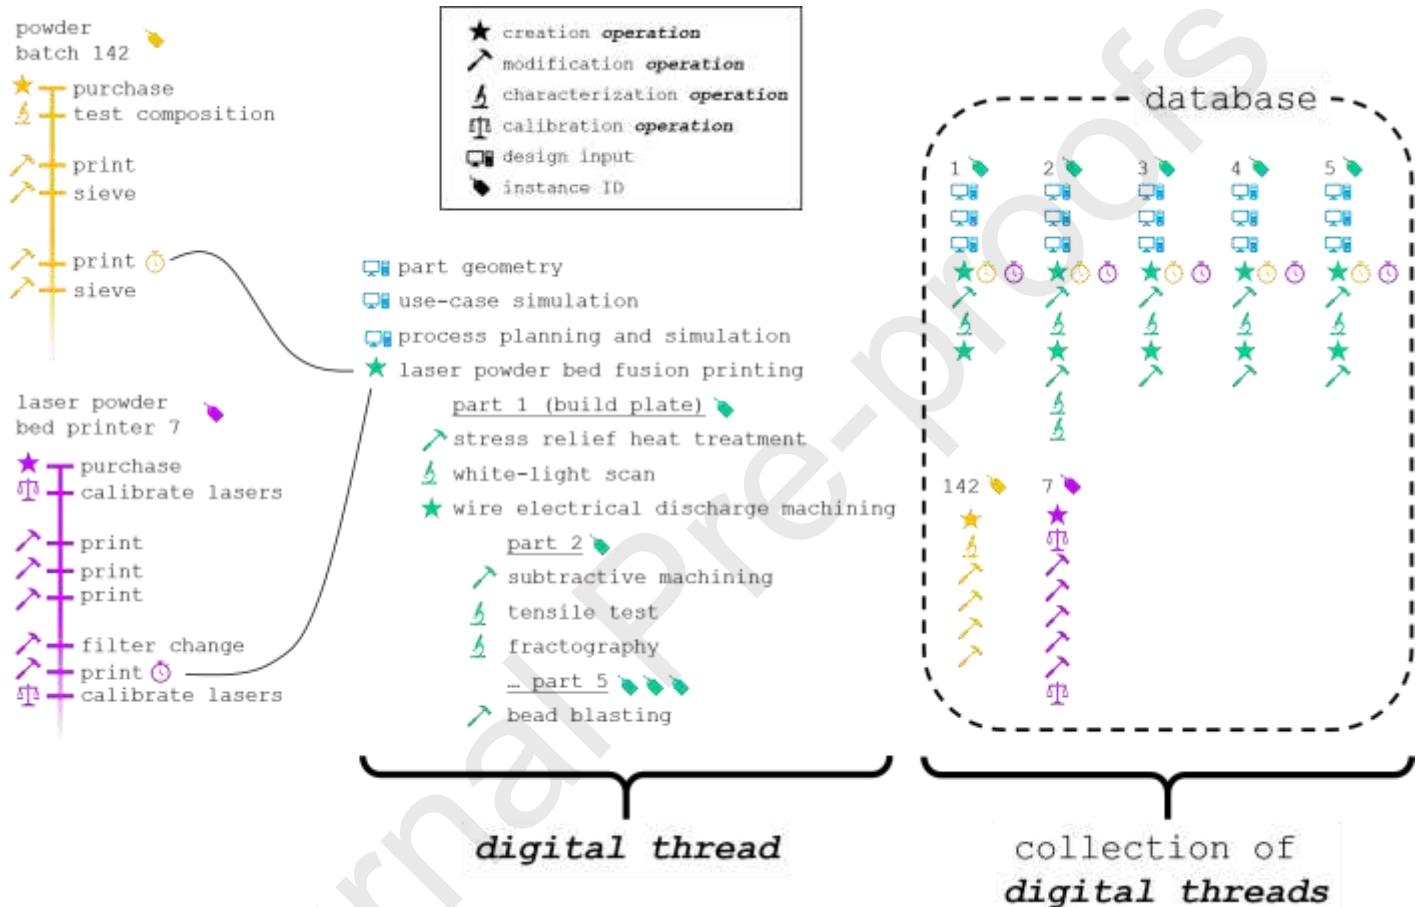 powder
batch 142
purchase
test composition
print
sieve
print
sieve
laser powder
bed printer 7
purchase
calibrate lasers
print
print
print
filter change
print
calibrate lasers
creation operation
modification operation
characterization operation
calibration operation
design input
instance ID
part geometry
use-case simulation
process planning and simulation
laser powder bed fusion printing
part 1 (build plate)
stress relief heat treatment
white-light scan
wire electrical discharge machining
part 2
subtractive machining
tensile test
fractography
… part 5
bead blasting
digital thread
database
1 2 3 4 5
142 7
collection of
digital threads
rnal Pre-proofs